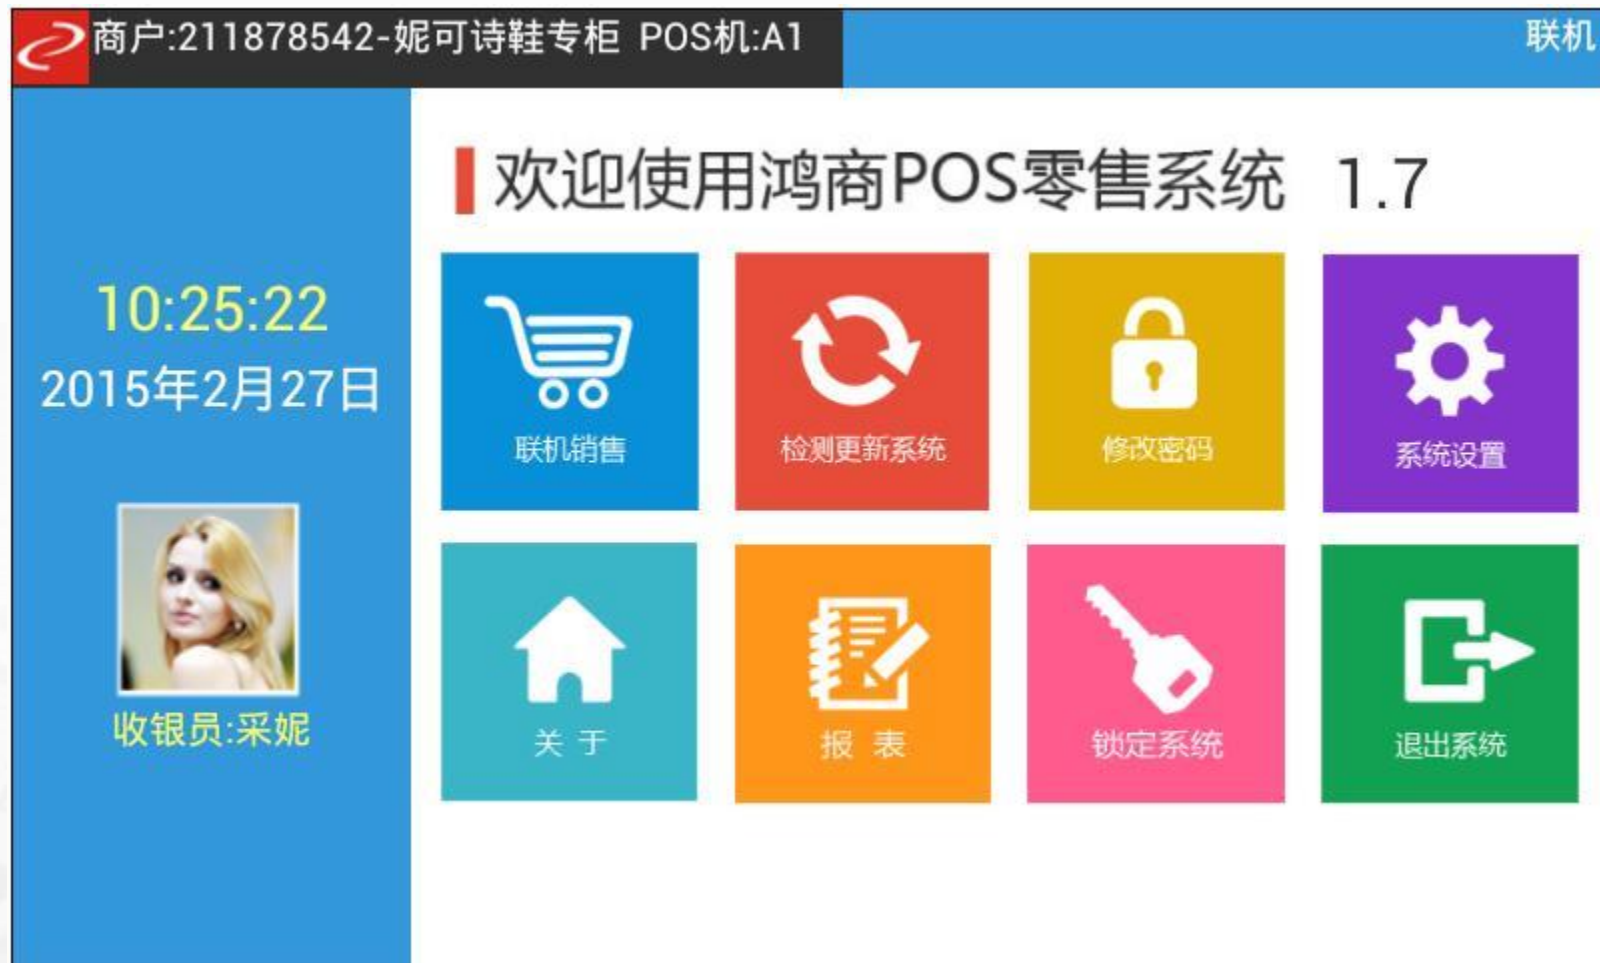 商户:211878542-妮可诗鞋专柜 POS机:A1
联机
欢迎使用鸿商POS零售系统 1.7
10:25:22
2015年2月27日
收银员:采妮
联机销售
检测更新系统
修改密码
系统设置
关 于
报 表
锁定系统
退出系统